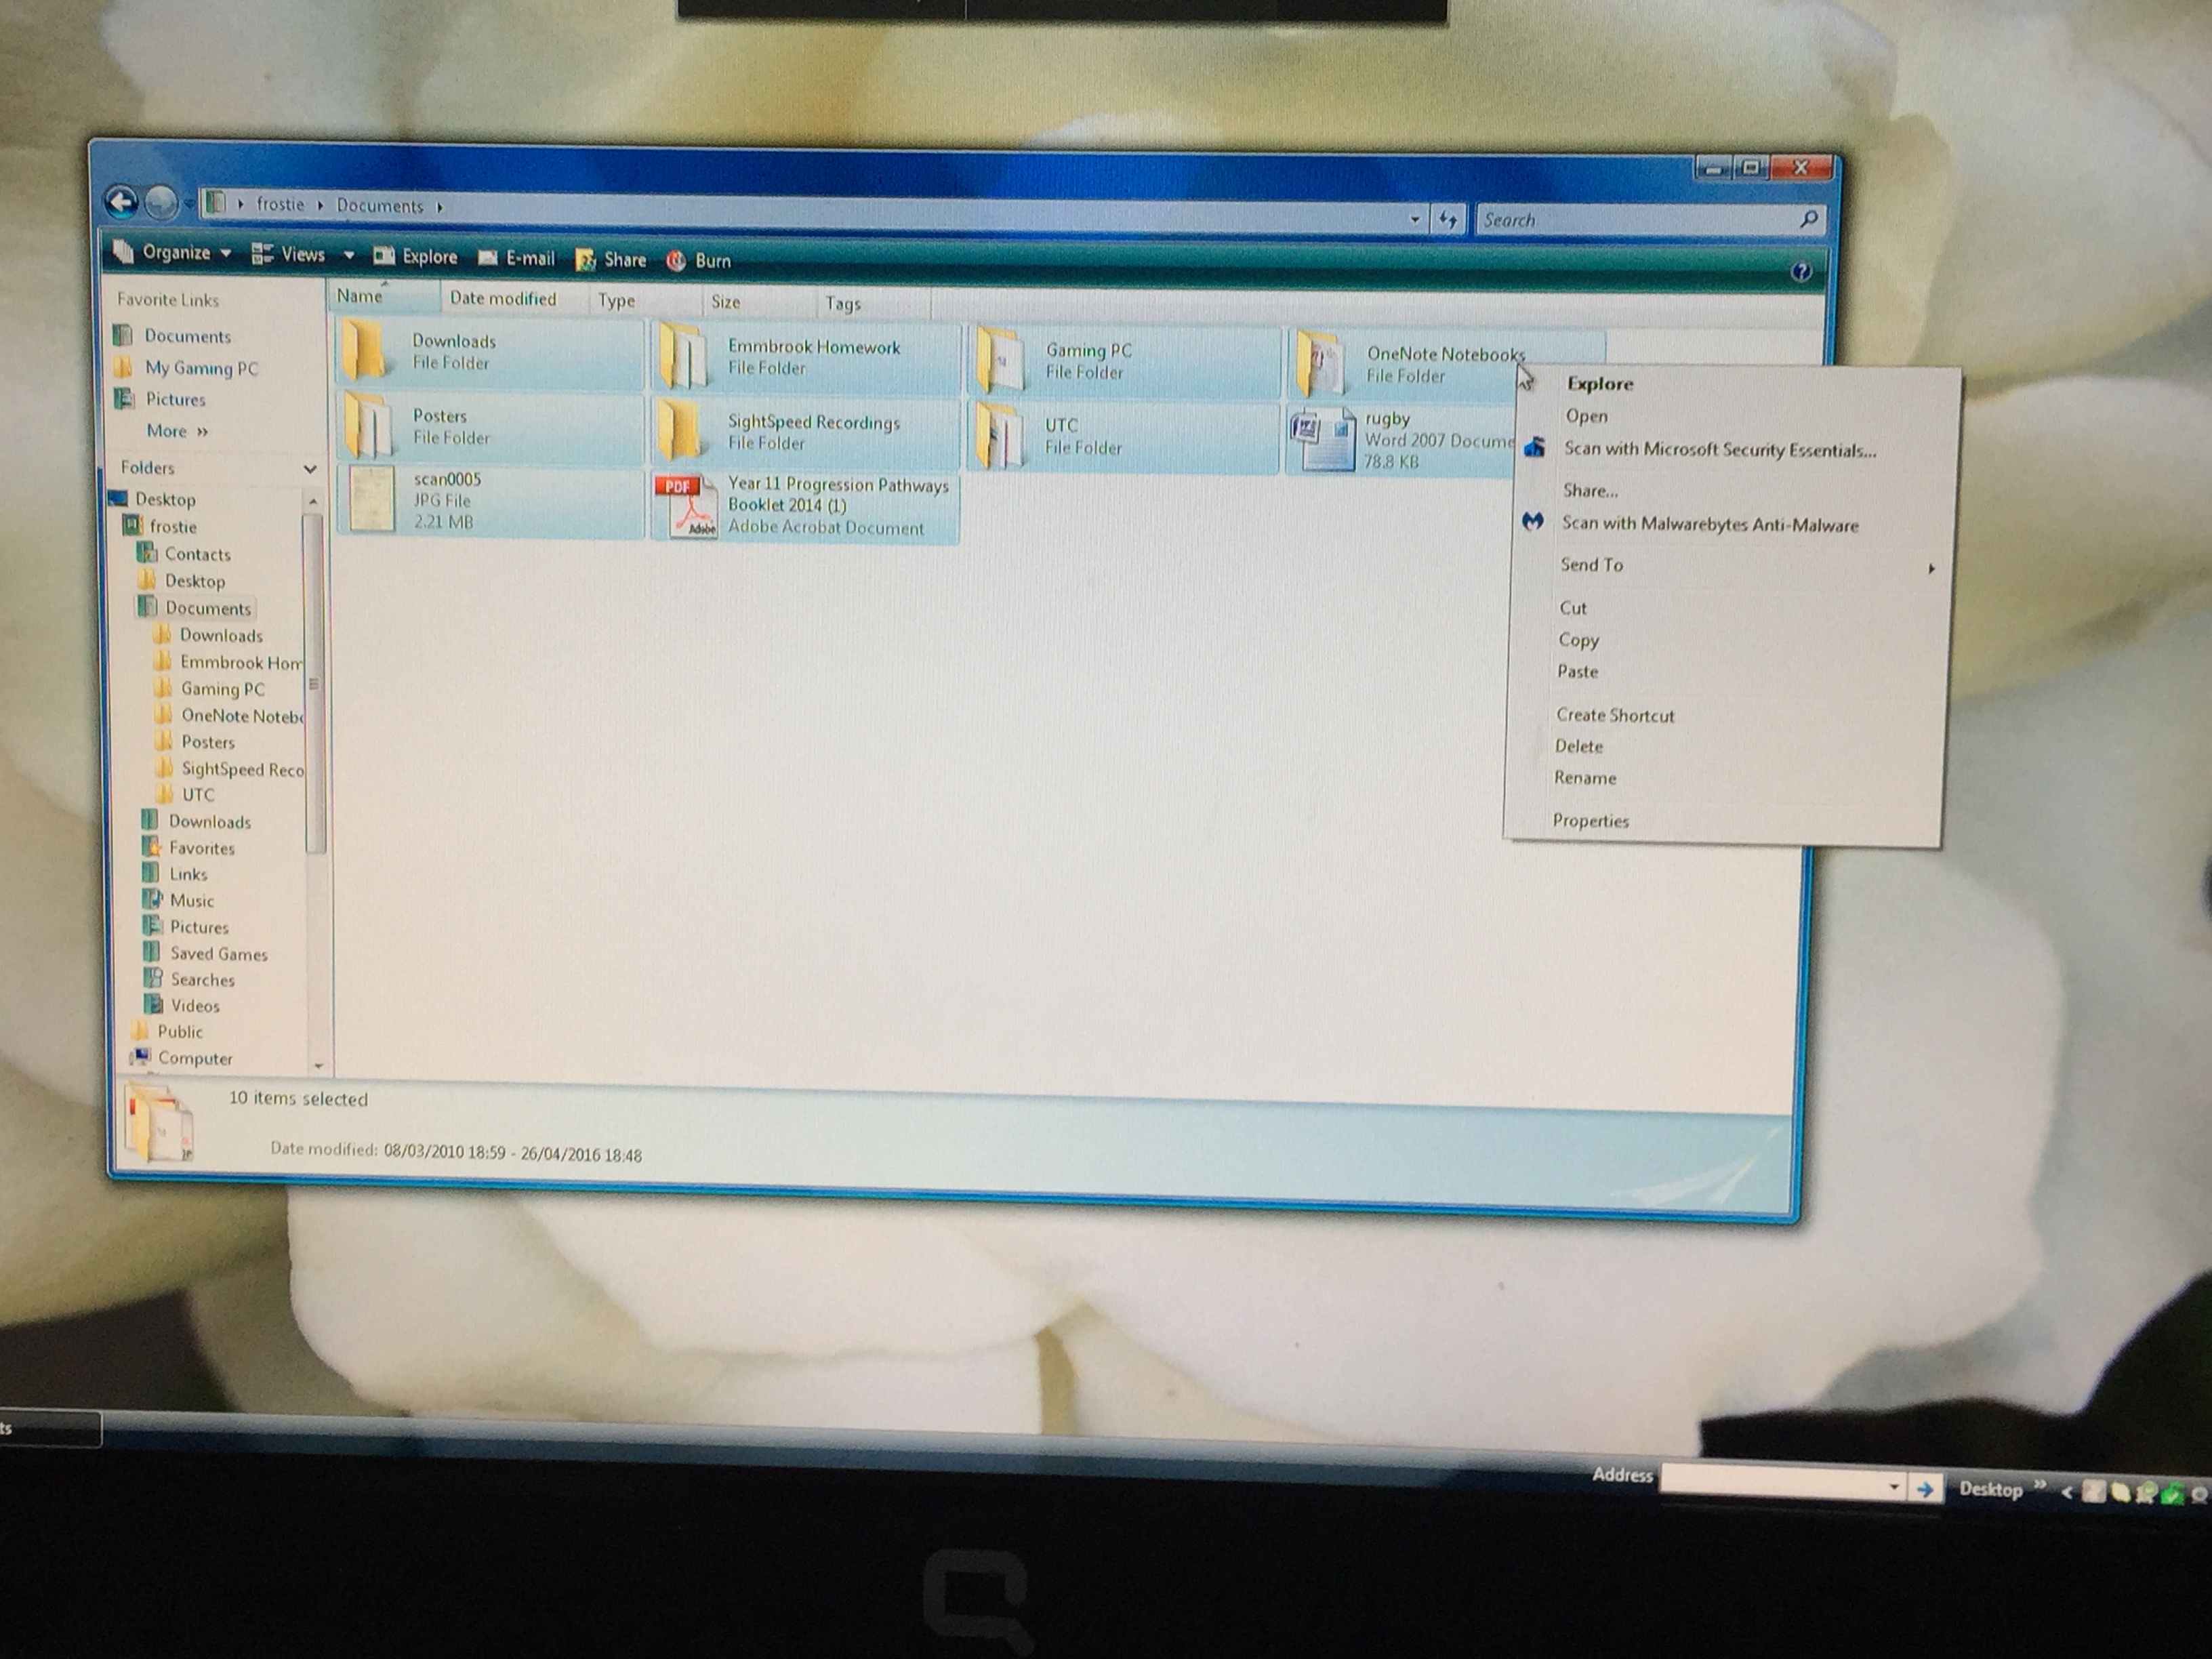 frostie Documents
Search
Organize Views Explore E-mail Share Burn
Favorite Links
Documents
My Gaming PC
Pictures
More »
Folders
Desktop
frostie
Contacts
Desktop
Documents
Downloads
Emmbrook Hom
Gaming PC
OneNote Notebo
Posters
SightSpeed Reco
UTC
Downloads
Favorites
Links
Music
Pictures
Saved Games
Searches
Videos
Public
Computer
Name Date modified Type Size Tags
Downloads
File Folder
Emmbrook Homework
File Folder
Gaming PC
File Folder
OneNote Notebooks
File Folder
Posters
File Folder
SightSpeed Recordings
File Folder
UTC
File Folder
rugby
Word 2007 Docume
78.8 KB
scan0005
JPG File
2.21 MB
PDF
Adobe
Year 11 Progression Pathways
Booklet 2014 (1)
Adobe Acrobat Document
Explore
Open
Scan with Microsoft Security Essentials...
Share...
Scan with Malwarebytes Anti-Malware
Send To
Cut
Copy
Paste
Create Shortcut
Delete
Rename
Properties
10 items selected
Date modified: 08/03/2010 18:59 - 26/04/2016 18:48
ts
Address
Desktop »